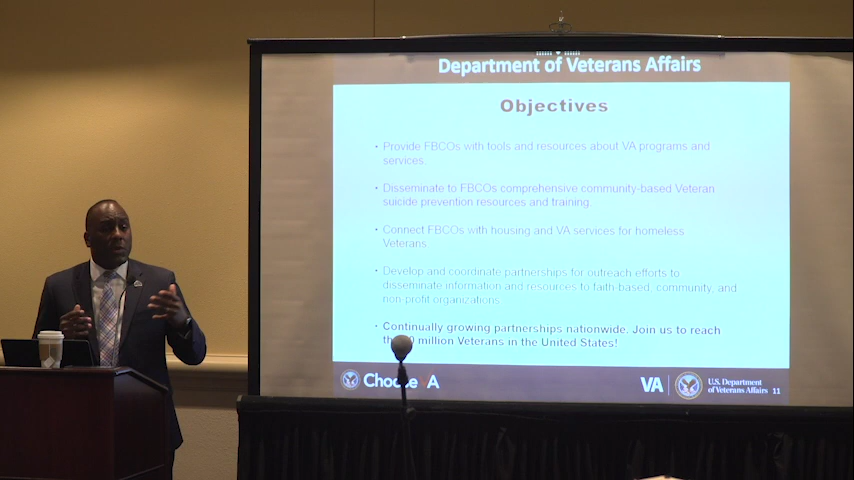 Department of Veterans Affairs
Objectives
• Provide FBCOs with tools and resources about VA programs and
services.
• Disseminate to FBCOs comprehensive community-based Veteran
suicide prevention resources and training.
• Connect FBCOs with housing and VA services for homeless
Veterans.
• Develop and coordinate partnerships for outreach efforts to
disseminate information and resources to faith-based, community, and
non-profit organizations.
• Continually growing partnerships nationwide. Join us to reach
million Veterans in the United States!
VA
U.S. Department
of Veterans Affairs 11